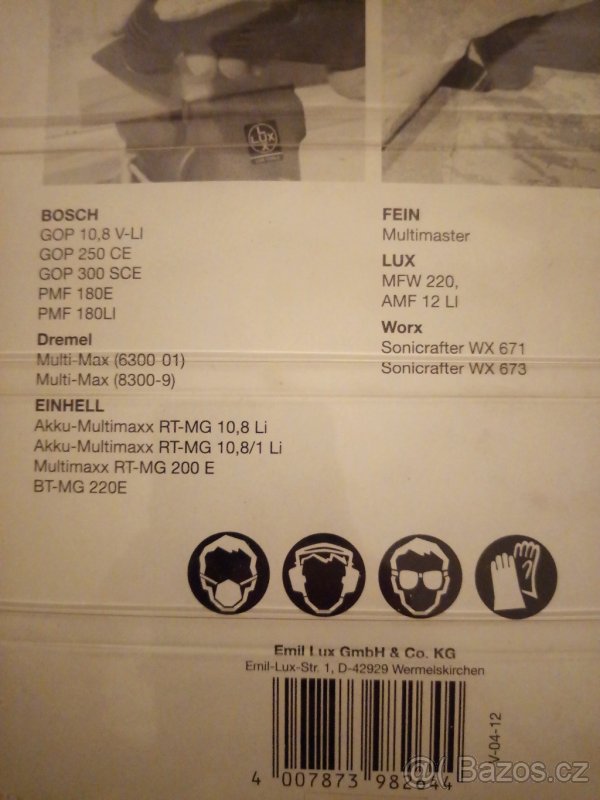 LUX
BOSCH
GOP 10,8 V-LI
GOP 250 CE
GOP 300 SCE
PMF 180E
PMF 180LI
Dremel
Multi-Max (6300-01)
Multi-Max (8300-9)
EINHELL
Akku-Multimaxx RT-MG 10,8 Li
Akku-Multimaxx RT-MG 10,8/1 Li
Multimaxx RT-MG 200 E
BT-MG 220E
FEIN
Multimaster
LUX
MFW 220,
AMF 12 LI
Worx
Sonicrafter WX 671
Sonicrafter WX 673
Emil Lux GmbH & Co. KG
Emil-Lux-Str. 1, D-42929 Wermelskirchen
V-04-12
4 007873 982644
Bazos.cz